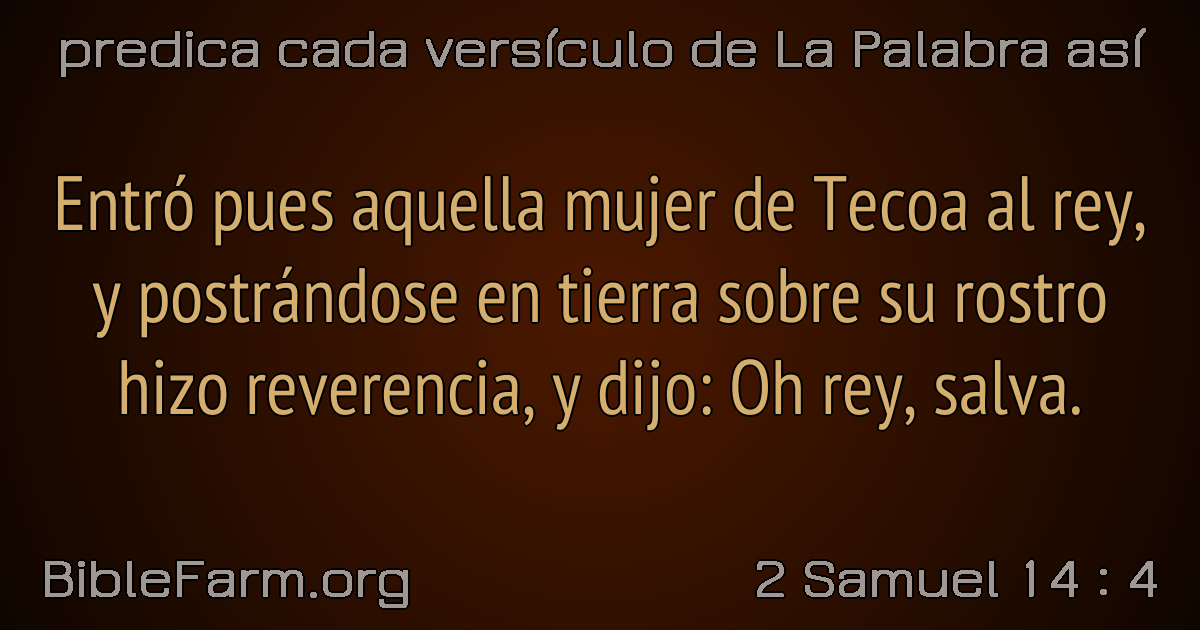 predica cada versículo de La Palabra así
Entró pues aquella mujer de Tecoa al rey,
y postrándose en tierra sobre su rostro
hizo reverencia, y dijo: Oh rey, salva.
BibleFarm.org
2 Samuel 14 : 4